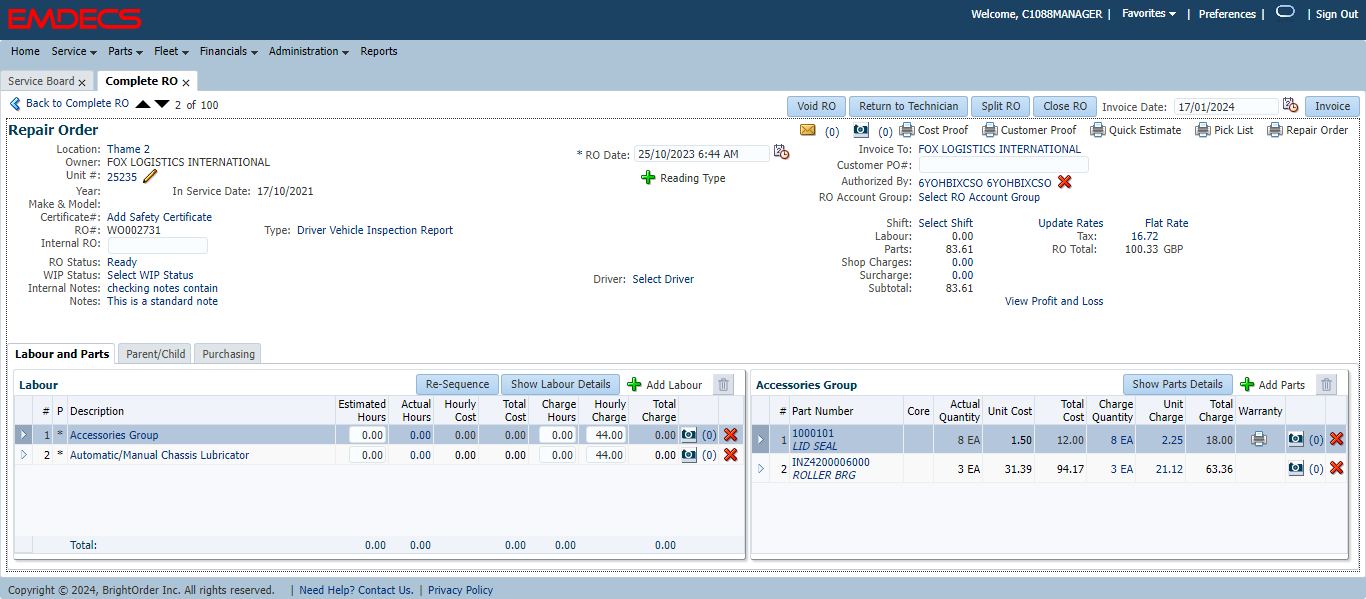 EMDECS
Welcome, C1088MANAGER | Favorites | Preferences | | Sign Out
Home Service Parts Fleet Financials Administration Reports
Service Board x Complete RO x
Back to Complete RO 2 of 100 Void RO Return to Technician Split RO Close RO Invoice Date: 17/01/2024 Invoice
Repair Order (0) (0) Cost Proof Customer Proof Quick Estimate Pick List Repair Order
Location: Thame 2 * RO Date: 25/10/2023 6:44 AM Invoice To: FOX LOGISTICS INTERNATIONAL
Owner: FOX LOGISTICS INTERNATIONAL Customer PO#:
Unit #: 25235 Reading Type Authorized By: 6YOHBIXCSO 6YOHBIXCSO
Year: In Service Date: 17/10/2021 RO Account Group: Select RO Account Group
Make & Model:
Certificate#: Add Safety Certificate Shift: Select Shift Update Rates Flat Rate
RO#: WO002731 Type: Driver Vehicle Inspection Report Labour: 0.00 Tax: 16.72
Internal RO: Parts: 83.61 RO Total: 100.33 GBP
RO Status: Ready Shop Charges: 0.00
WIP Status: Select WIP Status Driver: Select Driver Surcharge: 0.00
Internal Notes: checking notes contain Subtotal: 83.61
Notes: This is a standard note View Profit and Loss
Labour and Parts Parent/Child Purchasing
Labour Re-Sequence Show Labour Details Add Labour
# P Description Estimated Hours Actual Hours Hourly Cost Total Cost Charge Hours Hourly Charge Total Charge
1 * Accessories Group 0.00 0.00 0.00 0.00 0.00 44.00 0.00 (0)
2 * Automatic/Manual Chassis Lubricator 0.00 0.00 0.00 0.00 0.00 44.00 0.00 (0)
Total: 0.00 0.00 0.00 0.00 0.00
Accessories Group Show Parts Details Add Parts
# Part Number Core Actual Quantity Unit Cost Total Cost Charge Quantity Unit Charge Total Charge Warranty
1 1000101 8 EA 1.50 12.00 8 EA 2.25 18.00 (0)
LID SEAL
2 INZ4200006000 3 EA 31.39 94.17 3 EA 21.12 63.36 (0)
ROLLER BRG
Copyright © 2024, BrightOrder Inc. All rights reserved. | Need Help? Contact Us. | Privacy Policy